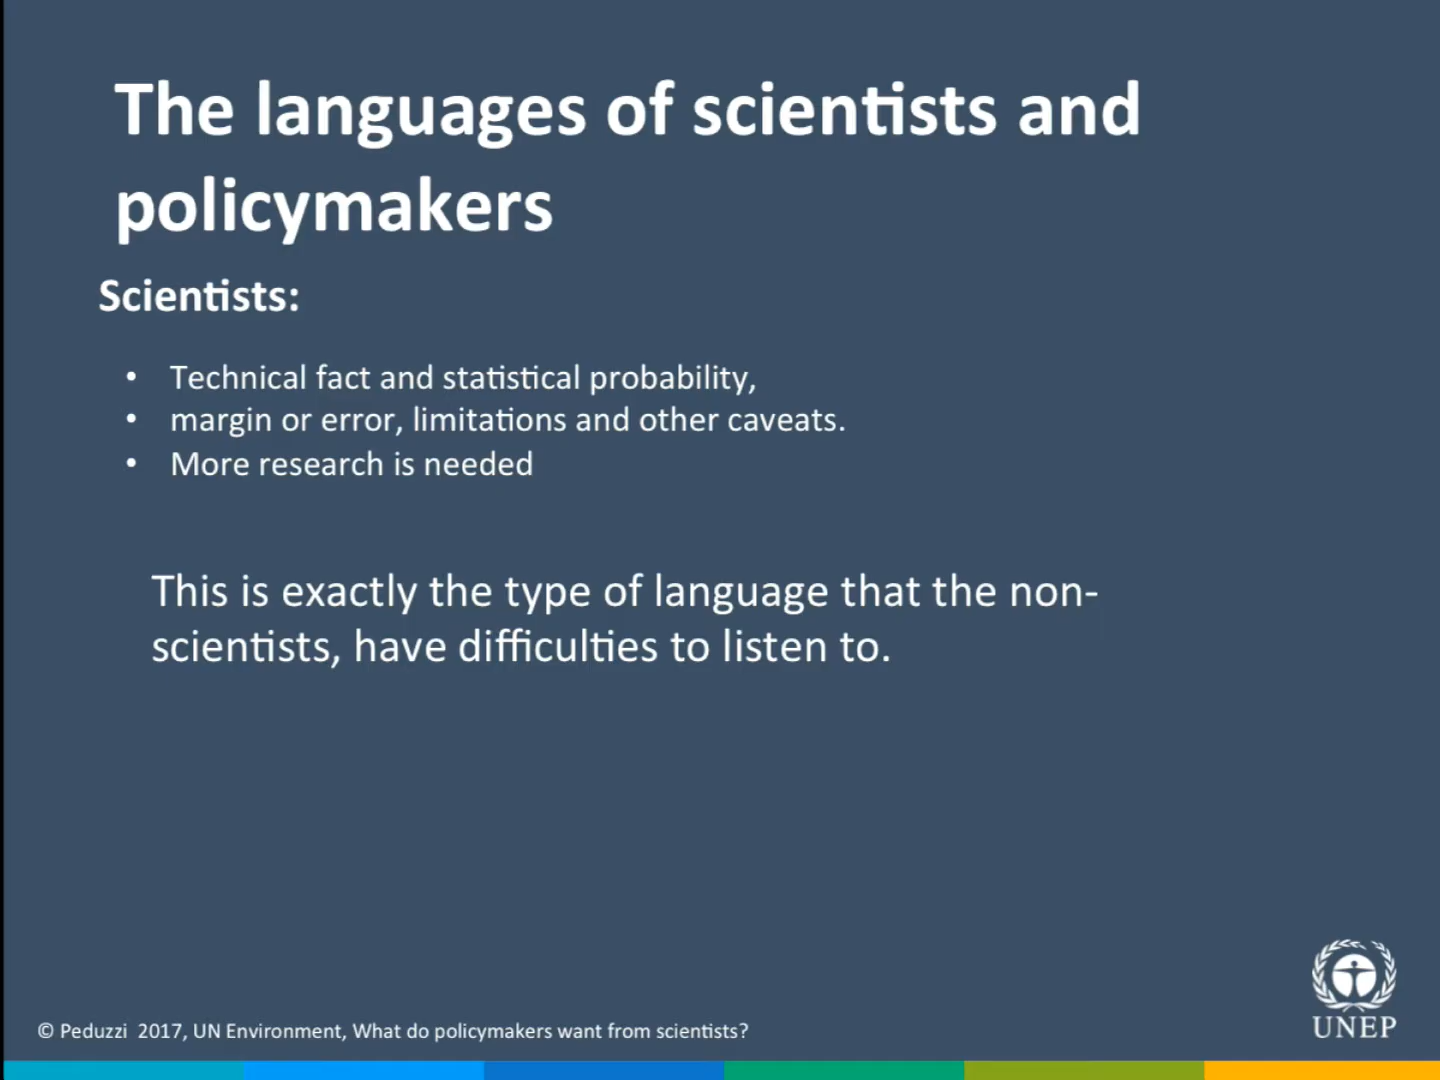 The languages of scientists and
policymakers
Scientists:
• Technical fact and statistical probability,
• margin or error, limitations and other caveats.
• More research is needed
This is exactly the type of language that the non-
scientists, have difficulties to listen to.
UNEP
© Peduzzi 2017, UN Environment, What do policymakers want from scientists?